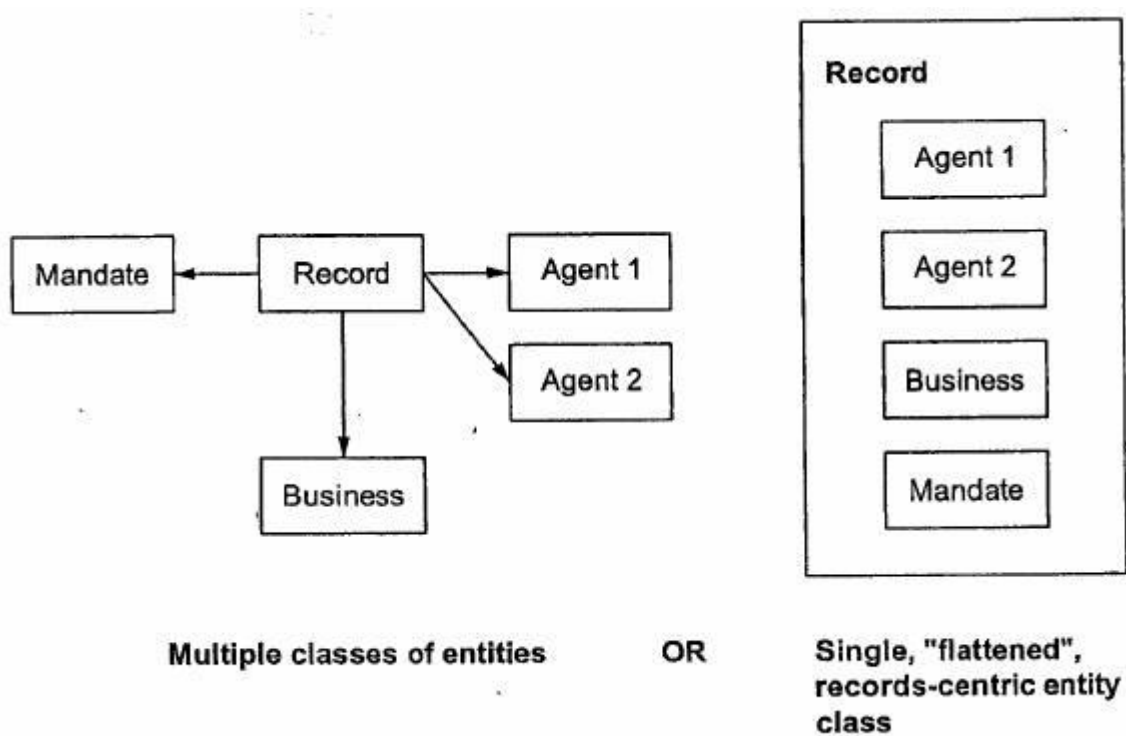 Mandate
Record
Agent 1
Agent 2
Business
Record
Agent 1
Agent 2
Business
Mandate
Multiple classes of entities
OR
Single, "flattened",
records-centric entity
class